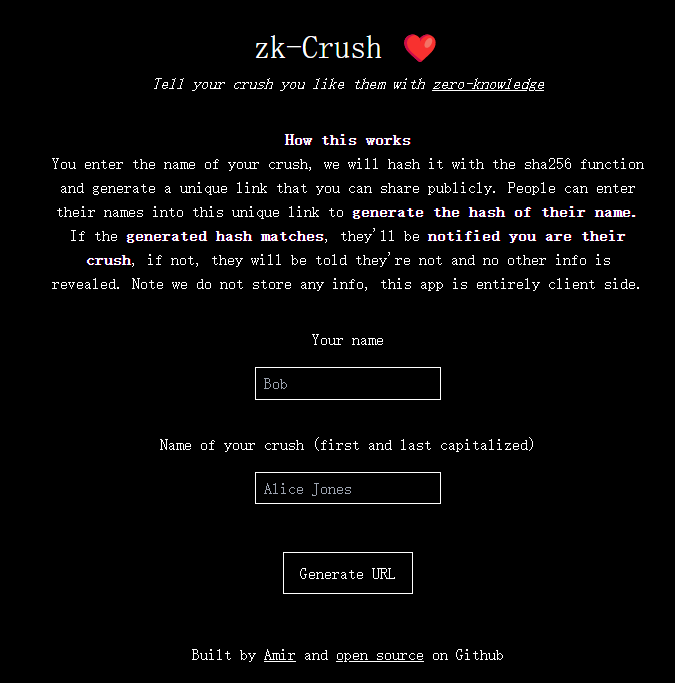 zk-Crush ❤️
Tell your crush you like them with zero-knowledge
How this works
You enter the name of your crush, we will hash it with the sha256 function
and generate a unique link that you can share publicly. People can enter
their names into this unique link to generate the hash of their name.
If the generated hash matches, they'll be notified you are their
crush, if not, they will be told they're not and no other info is
revealed. Note we do not store any info, this app is entirely client side.
Your name
Bob
Name of your crush (first and last capitalized)
Alice Jones
Generate URL
Built by Amir and open source on Github